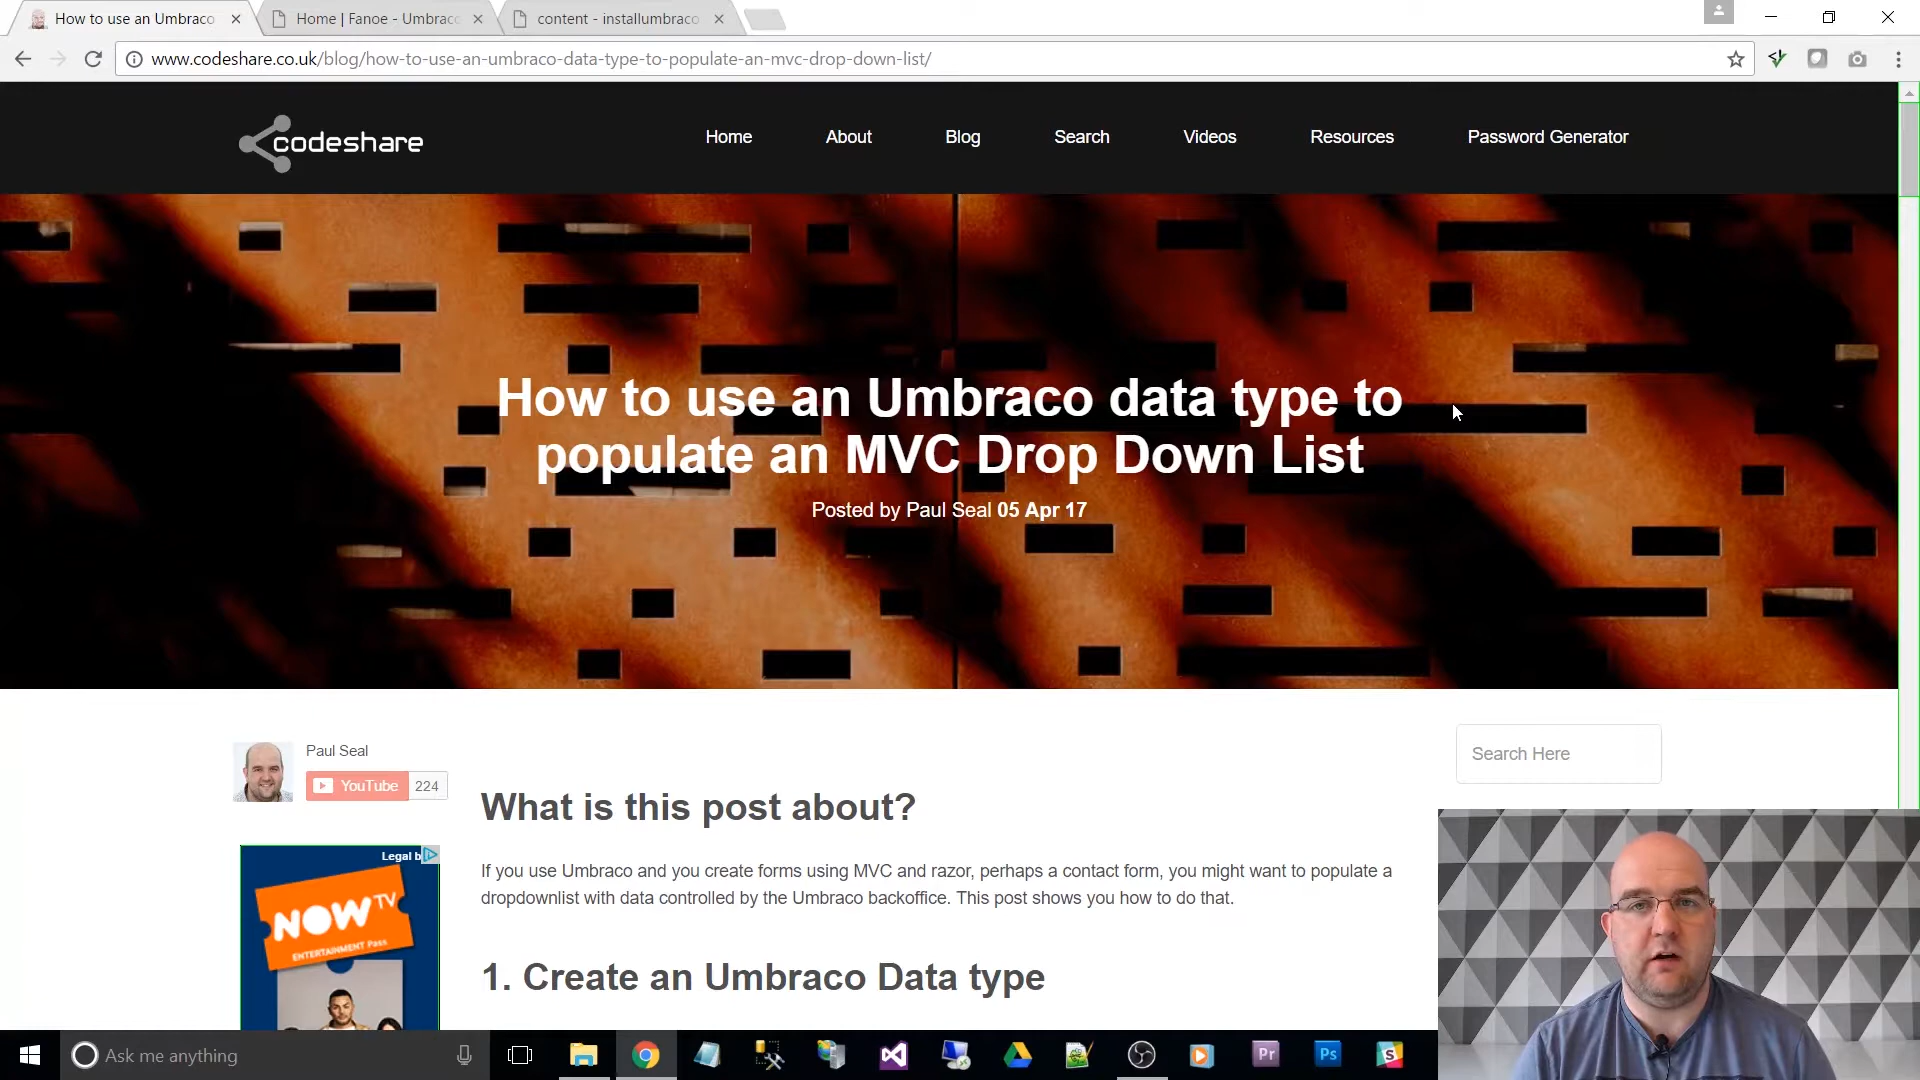 How to use an Umbraco
Home | Fanoe - Umbraco
content - installumbraco
www.codeshare.co.uk/blog/how-to-use-an-umbraco-data-type-to-populate-an-mvc-drop-down-list/
codeshare
Home
About
Blog
Search
Videos
Resources
Password Generator
How to use an Umbraco data type to
populate an MVC Drop Down List
Posted by Paul Seal 05 Apr 17
Paul Seal
YouTube 224
Search Here
What is this post about?
If you use Umbraco and you create forms using MVC and razor, perhaps a contact form, you might want to populate a
dropdownlist with data controlled by the Umbraco backoffice. This post shows you how to do that.
Legal b
NOW TV
ENTERTAINMENT Pass
1. Create an Umbraco Data type
Ask me anything
Pr
Ps
S